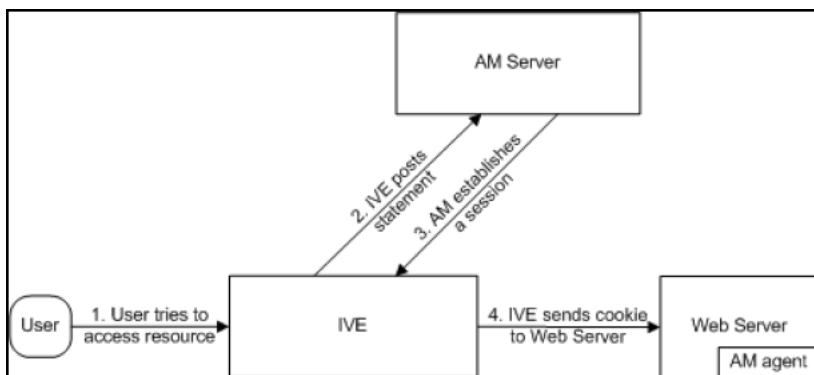 AM Server
2. IVE posts
statement
3. AM establishes
a session
User
1. User tries to
access resource
IVE
4. IVE sends cookie
to Web Server
Web Server
AM agent